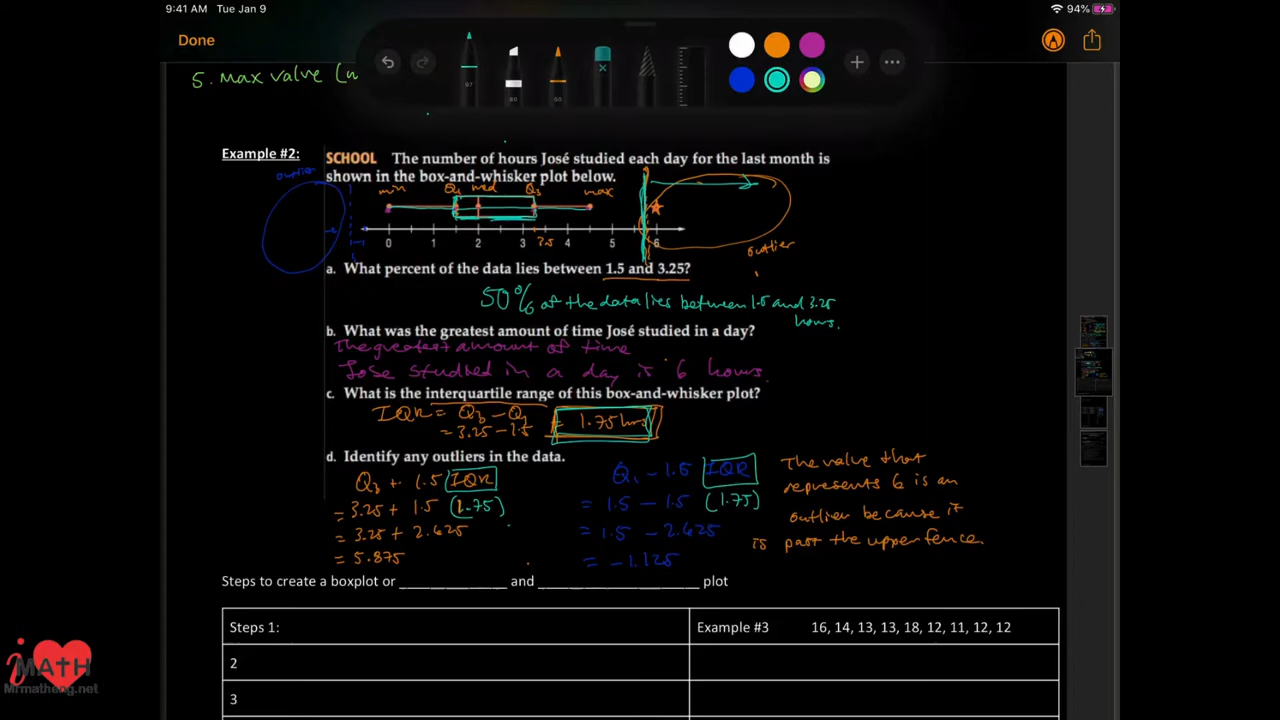 9:41 AM Tue Jan 9
94%
Done
5. Max value
Example #2:
SCHOOL The number of hours José studied each day for the last month is
shown in the box-and-whisker plot below.
outlier
min Q1 med Q3 max
0 1 2 3 4 5 6
outlier
a. What percent of the data lies between 1.5 and 3.25?
50% of the data lies between 1.5 and 3.25
hours.
b. What was the greatest amount of time José studied in a day?
The greatest amount of time
Jose studied in a day is 6 hours.
c. What is the interquartile range of this box-and-whisker plot?
IQR = Q3 - Q1
= 3.25 - 1.5 = 1.75 hrs
d. Identify any outliers in the data.
Q3 + 1.5 (IQR)
= 3.25 + 1.5 (1.75)
= 3.25 + 2.625
= 5.875
Q1 - 1.5 IQR
= 1.5 - 1.5 (1.75)
= 1.5 - 2.625
= -1.125
The value that
represents 6 is an
outlier because it
is past the upper fence.
Steps to create a boxplot or ____________ and ____________ plot
Steps 1:
Example #3 16, 14, 13, 13, 18, 12, 11, 12, 12
2
3
iMATH
Mrmatheng.net